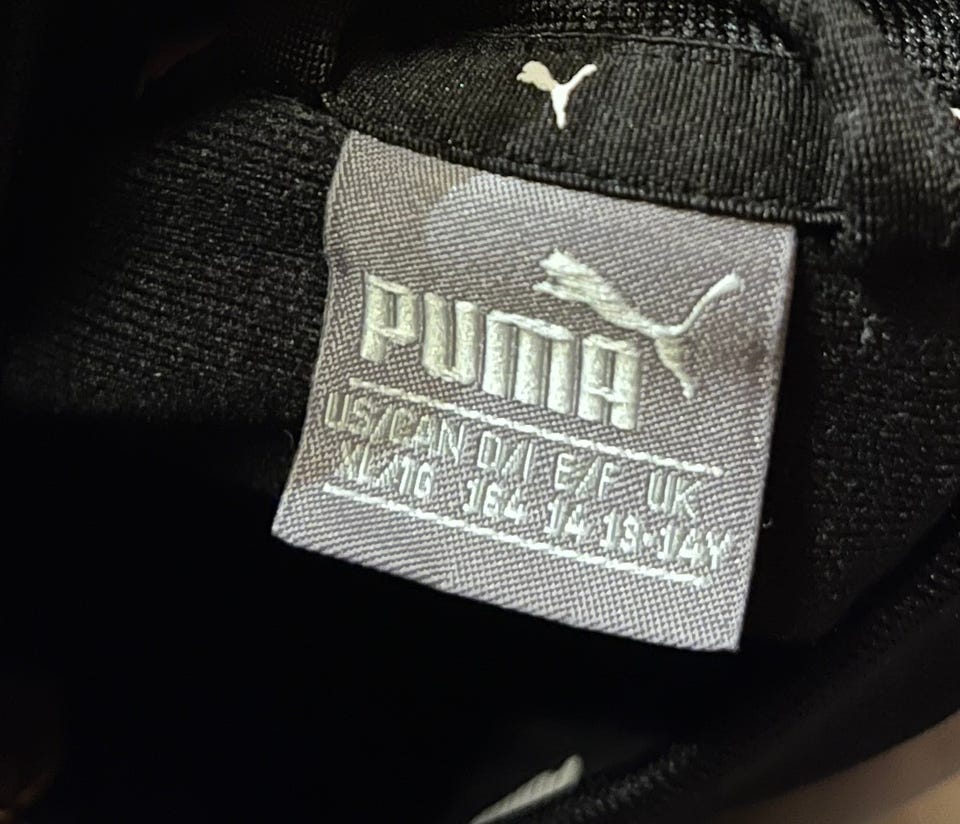 PUMA
US/CAN D/I E/F UK
XL/16 164 14 13-14Y